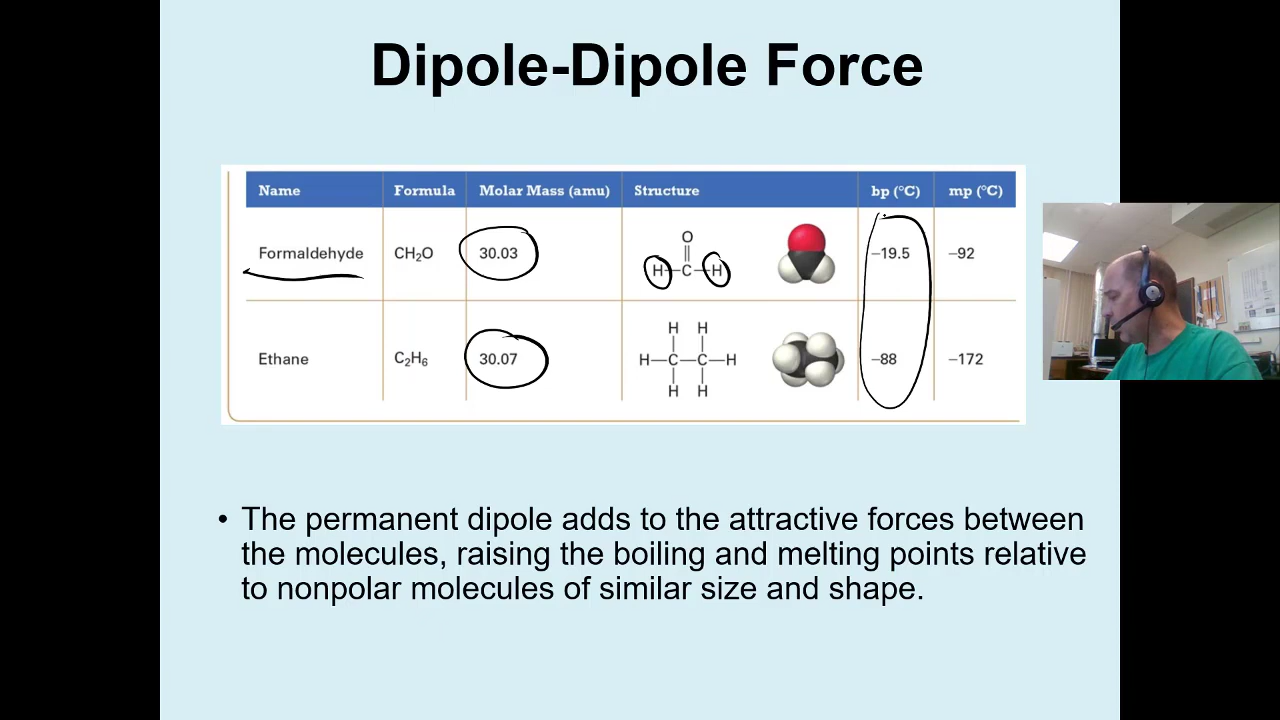 Dipole-Dipole Force
Name Formula Molar Mass (amu) Structure bp (°C) mp (°C)
Formaldehyde CH₂O 30.03 –19.5 –92
O
H—C—H
Ethane C₂H₆ 30.07 –88 –172
H H
H—C—C—H
H H
• The permanent dipole adds to the attractive forces between
the molecules, raising the boiling and melting points relative
to nonpolar molecules of similar size and shape.